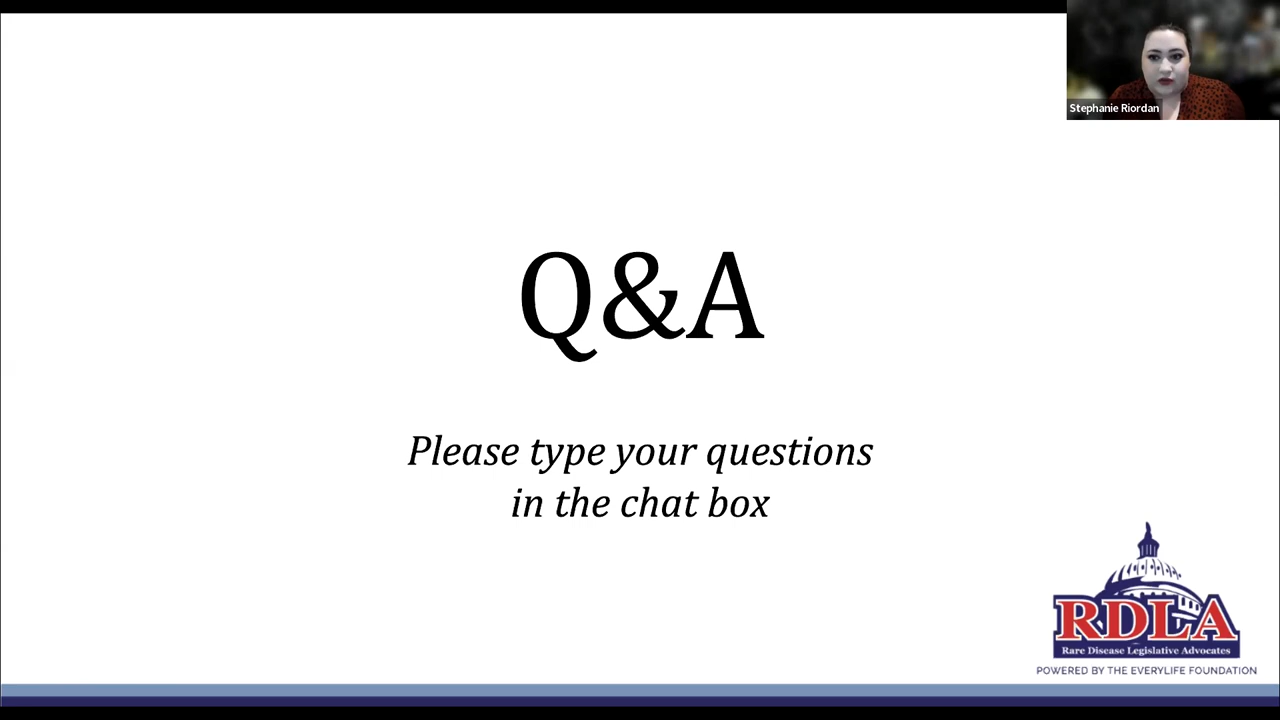 Stephanie Riordan
Q&A
Please type your questions
in the chat box
RDLA
Rare Disease Legislative Advocates
POWERED BY THE EVERYLIFE FOUNDATION